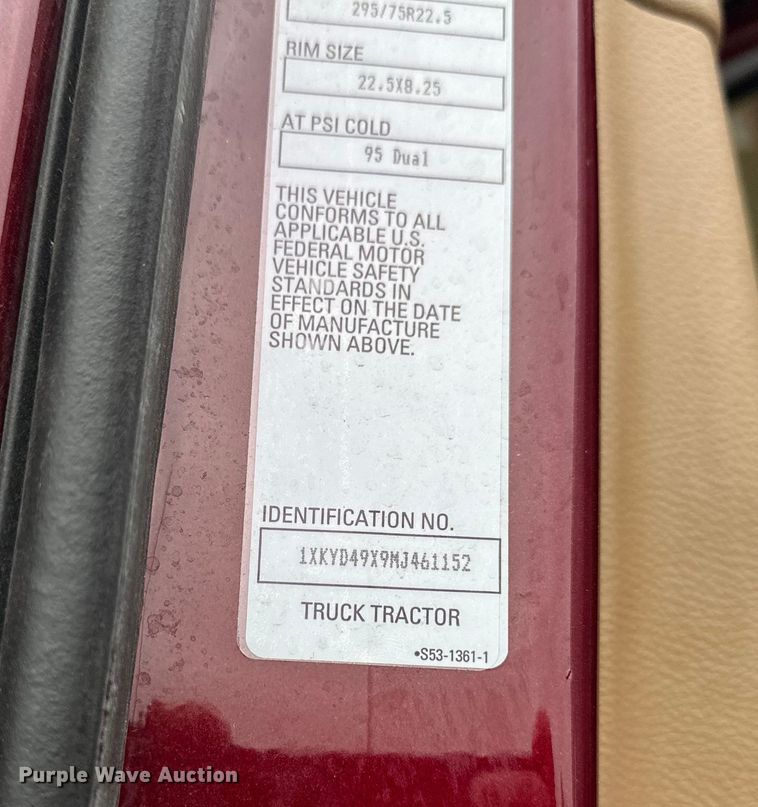 295/75R22.5
RIM SIZE
22.5X8.25
AT PSI COLD
95 Dual
THIS VEHICLE
CONFORMS TO ALL
APPLICABLE U.S.
FEDERAL MOTOR
VEHICLE SAFETY
STANDARDS IN
EFFECT ON THE DATE
OF MANUFACTURE
SHOWN ABOVE.
IDENTIFICATION NO.
1XKYD49X9MJ461152
TRUCK TRACTOR
•S53-1361-1
Purple Wave Auction